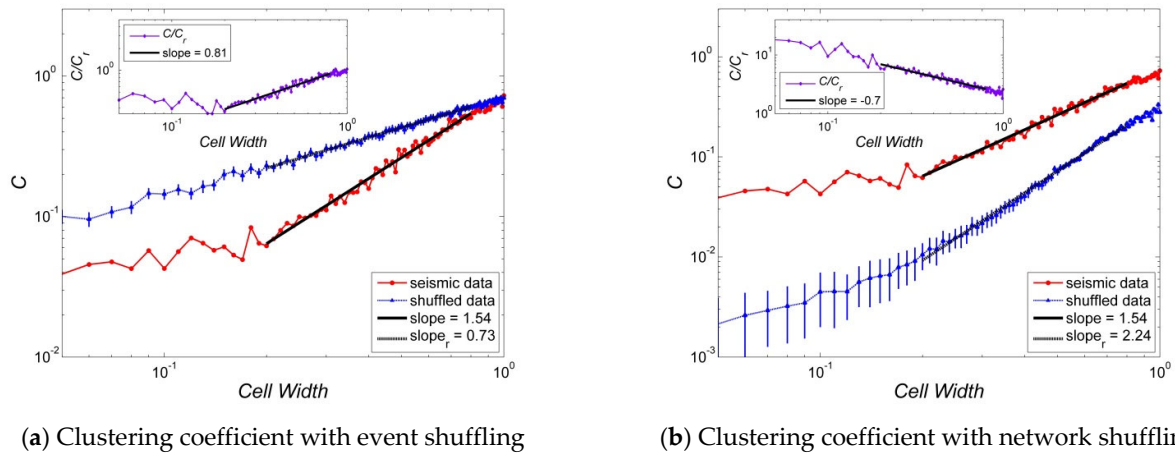 10^0
C/C_r
10^0
C/C_r
slope = 0.81
10^-1
10^0
Cell Width
C
10^-1
10^-2
seismic data
shuffled data
slope = 1.54
slope_r = 0.73
10^-1
10^0
Cell Width
(a) Clustering coefficient with event shuffling
10^0
C/C_r
10^1
10^0
C/C_r
slope = -0.7
10^-1
10^0
Cell Width
C
10^-1
10^-2
10^-3
seismic data
shuffled data
slope = 1.54
slope_r = 2.24
10^-1
10^0
Cell Width
(b) Clustering coefficient with network shufflin